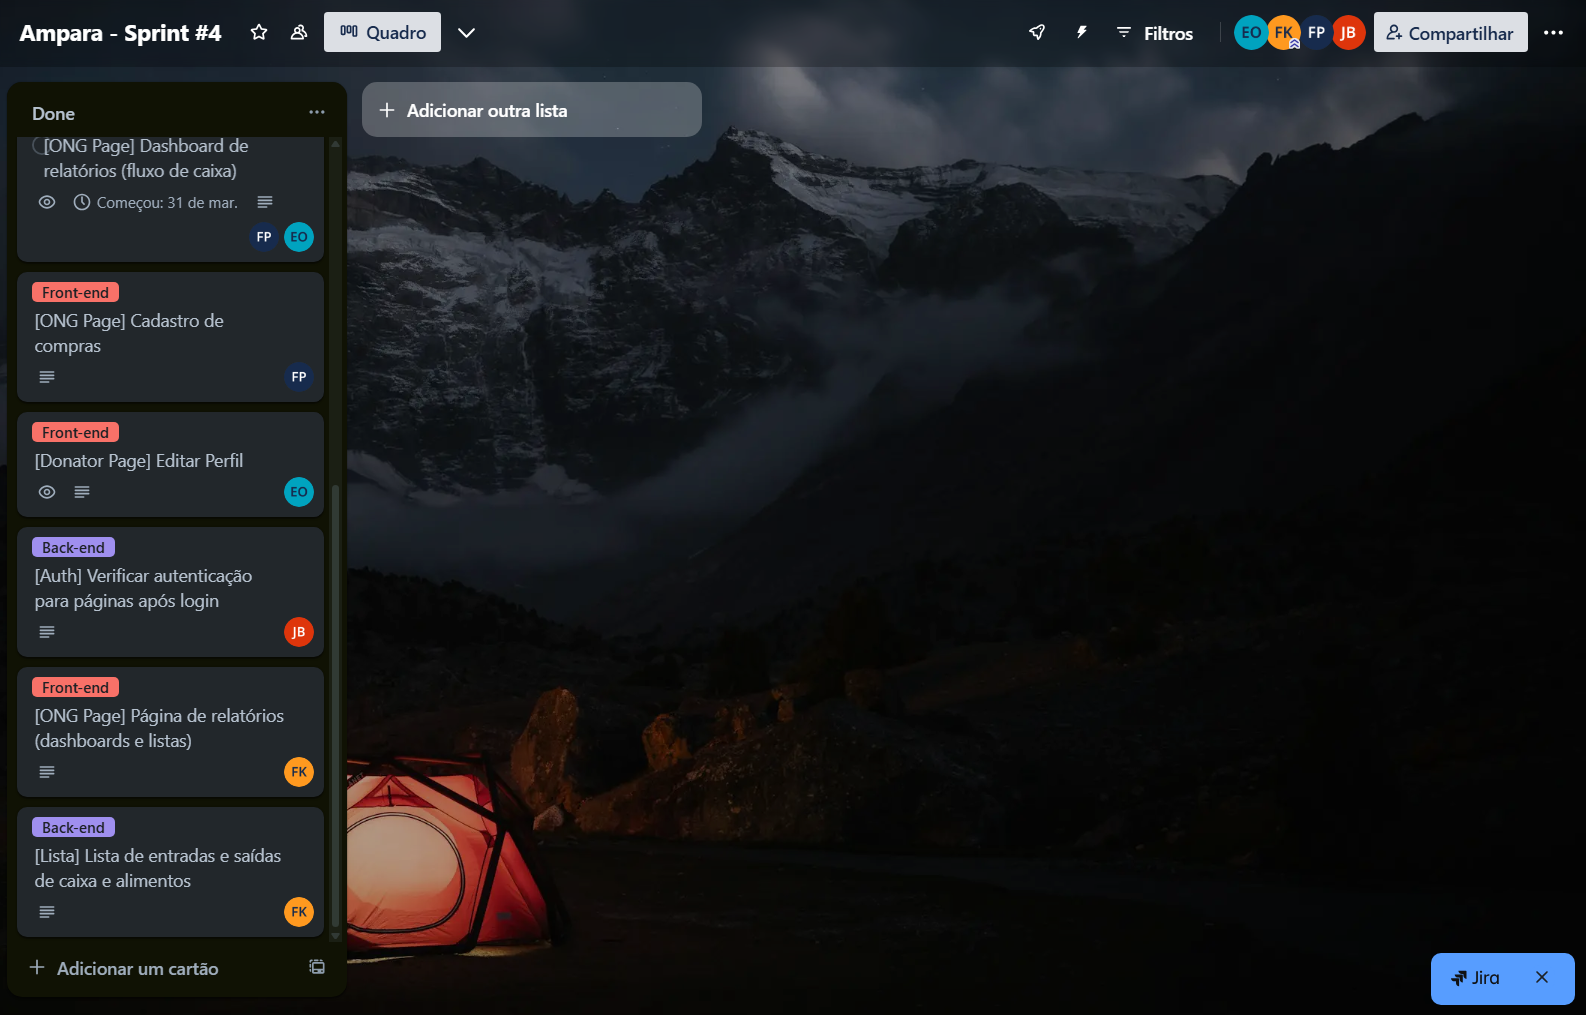 Ampara - Sprint #4
Quadro
Filtros
EO
FK
FP
JB
Compartilhar
Done
Adicionar outra lista
[ONG Page] Dashboard de
relatórios (fluxo de caixa)
Começou: 31 de mar.
FP
EO
Front-end
[ONG Page] Cadastro de
compras
FP
Front-end
[Donator Page] Editar Perfil
EO
Back-end
[Auth] Verificar autenticação
para páginas após login
JB
Front-end
[ONG Page] Página de relatórios
(dashboards e listas)
FK
Back-end
[Lista] Lista de entradas e saídas
de caixa e alimentos
FK
Adicionar um cartão
Jira